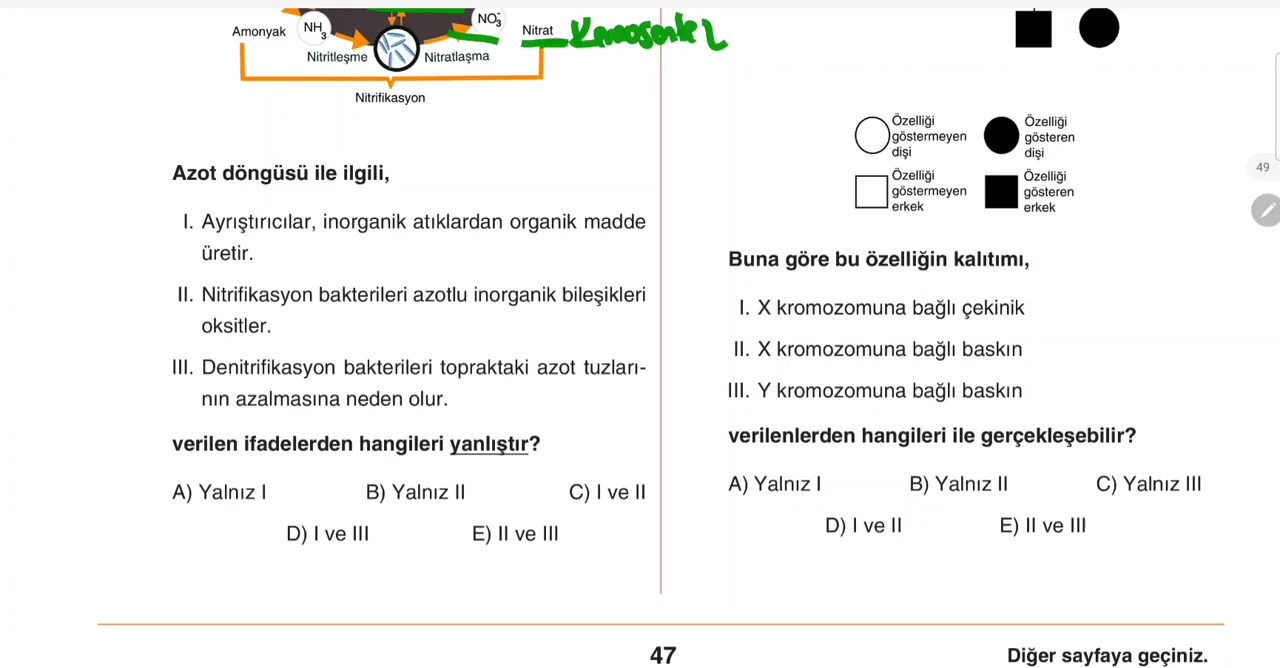 Amonyak
NH3
NO3-
Nitrat Kemosentez
Nitritleşme
Nitratlaşma
Nitrifikasyon
Azot döngüsü ile ilgili,
I. Ayrıştırıcılar, inorganik atıklardan organik madde
üretir.
II. Nitrifikasyon bakterileri azotlu inorganik bileşikleri
oksitler.
III. Denitrifikasyon bakterileri topraktaki azot tuzları-
nın azalmasına neden olur.
verilen ifadelerden hangileri yanlıştır?
A) Yalnız I B) Yalnız II C) I ve II
D) I ve III E) II ve III
Özelliği
göstermeyen
dişi
Özelliği
gösteren
dişi
Özelliği
göstermeyen
erkek
Özelliği
gösteren
erkek
Buna göre bu özelliğin kalıtımı,
I. X kromozomuna bağlı çekinik
II. X kromozomuna bağlı baskın
III. Y kromozomuna bağlı baskın
verilenlerden hangileri ile gerçekleşebilir?
A) Yalnız I B) Yalnız II C) Yalnız III
D) I ve II E) II ve III
49
47
Diğer sayfaya geçiniz.